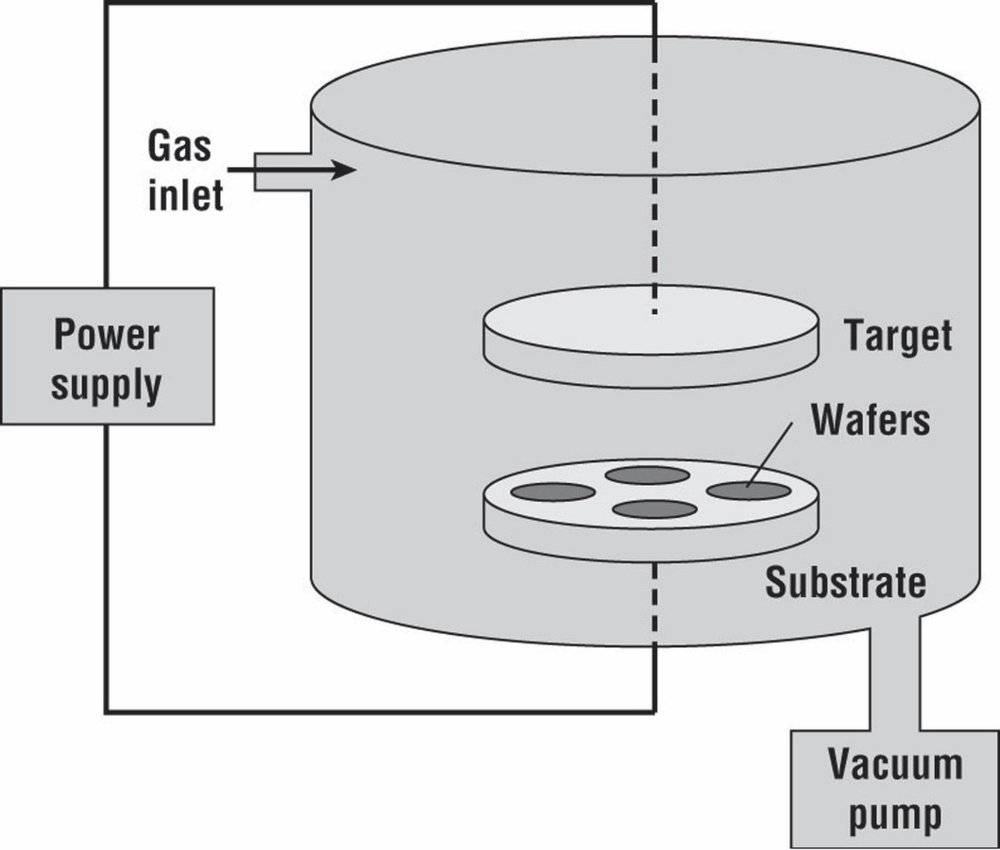 Gas
inlet
Power
supply
Target
Wafers
Substrate
Vacuum
pump